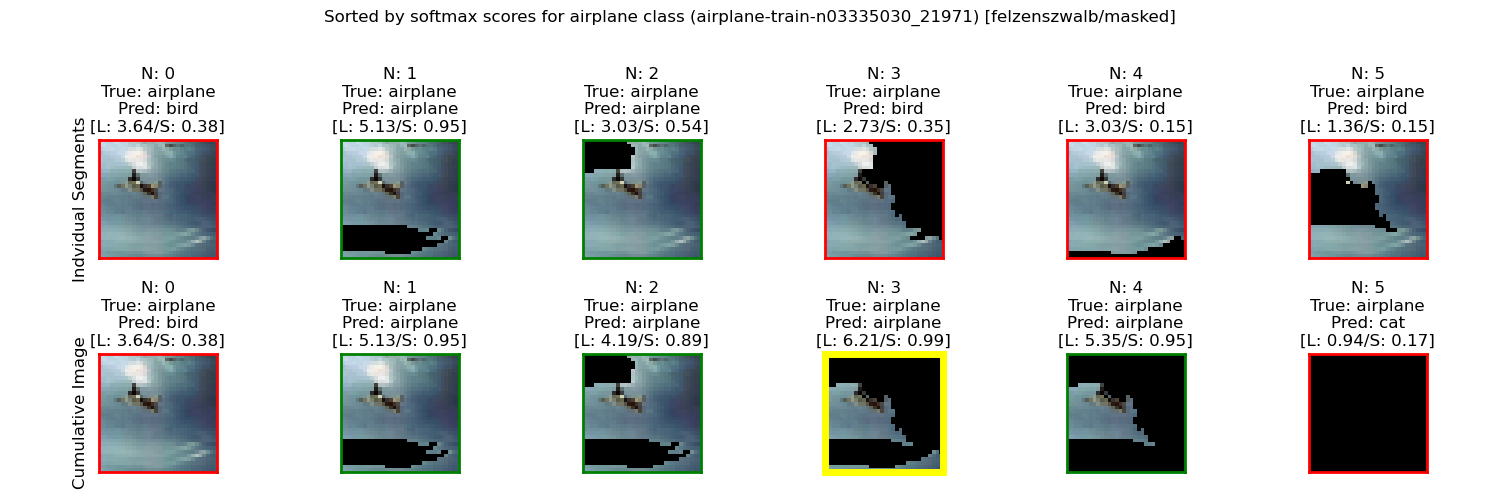 Sorted by softmax scores for airplane class (airplane-train-n03335030_21971) [felzenszwalb/masked]
Indvidual Segments
N: 0
True: airplane
Pred: bird
[L: 3.64/S: 0.38]
N: 1
True: airplane
Pred: airplane
[L: 5.13/S: 0.95]
N: 2
True: airplane
Pred: airplane
[L: 3.03/S: 0.54]
N: 3
True: airplane
Pred: bird
[L: 2.73/S: 0.35]
N: 4
True: airplane
Pred: bird
[L: 3.03/S: 0.15]
N: 5
True: airplane
Pred: bird
[L: 1.36/S: 0.15]
Cumulative Image
N: 0
True: airplane
Pred: bird
[L: 3.64/S: 0.38]
N: 1
True: airplane
Pred: airplane
[L: 5.13/S: 0.95]
N: 2
True: airplane
Pred: airplane
[L: 4.19/S: 0.89]
N: 3
True: airplane
Pred: airplane
[L: 6.21/S: 0.99]
N: 4
True: airplane
Pred: airplane
[L: 5.35/S: 0.95]
N: 5
True: airplane
Pred: cat
[L: 0.94/S: 0.17]